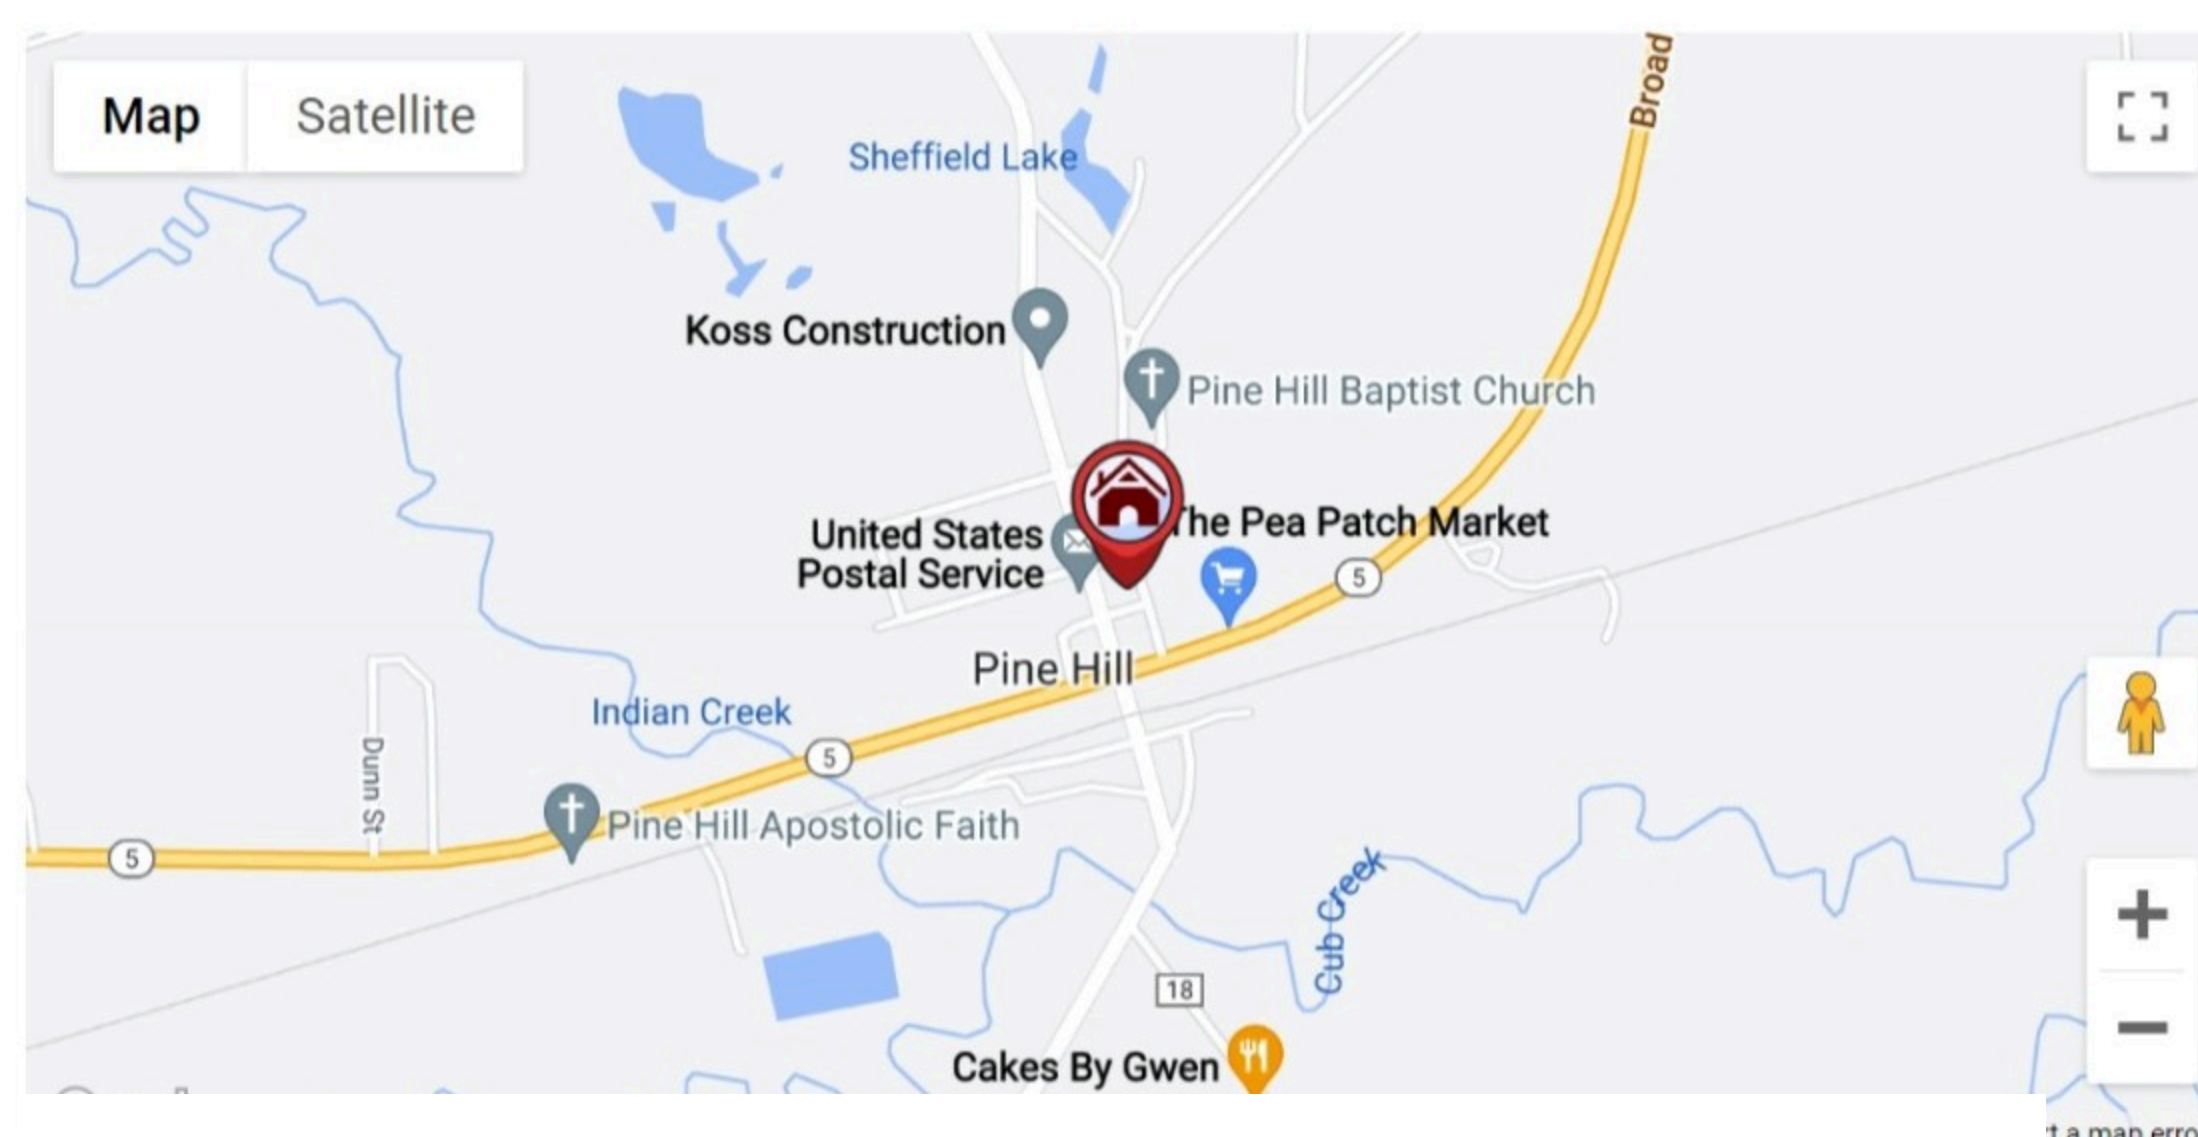 Broad
Map
Satellite
Sheffield Lake
Koss Construction
Pine Hill Baptist Church
The Pea Patch Market
United States
Postal Service
5
Pine Hill
Indian Creek
5
Dunn St
Pine Hill Apostolic Faith
5
Cub Creek
18
Cakes By Gwen
a map erro